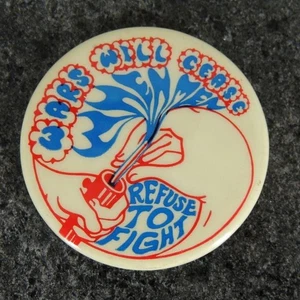 WARS WILL CEASE
WHEN MEN
REFUSE
TO
FIGHT